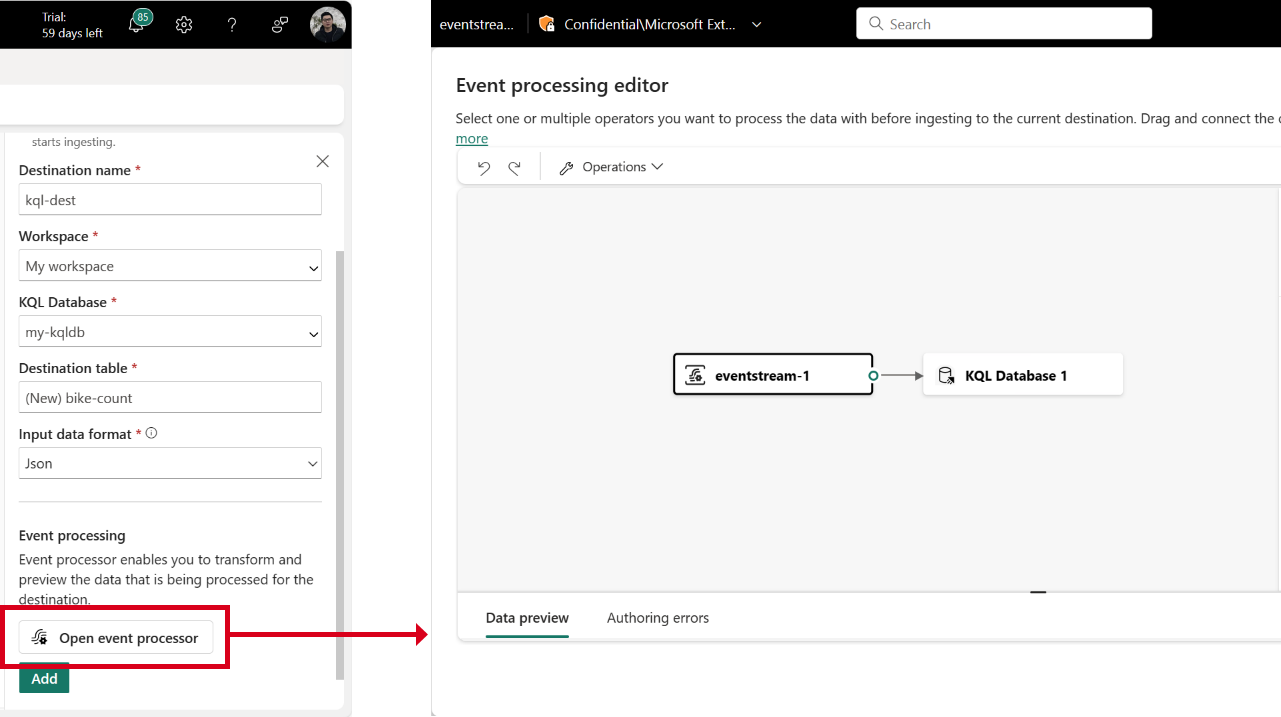 Trial:
59 days left
85
starts ingesting.
Destination name *
kql-dest
Workspace *
My workspace
KQL Database *
my-kqldb
Destination table *
(New) bike-count
Input data format *
Json
Event processing
Event processor enables you to transform and
preview the data that is being processed for the
destination.
Open event processor
Add
eventstrea...
Confidential\Microsoft Ext...
Search
Event processing editor
Select one or multiple operators you want to process the data with before ingesting to the current destination. Drag and connect the
more
Operations
eventstream-1
KQL Database 1
Data preview
Authoring errors